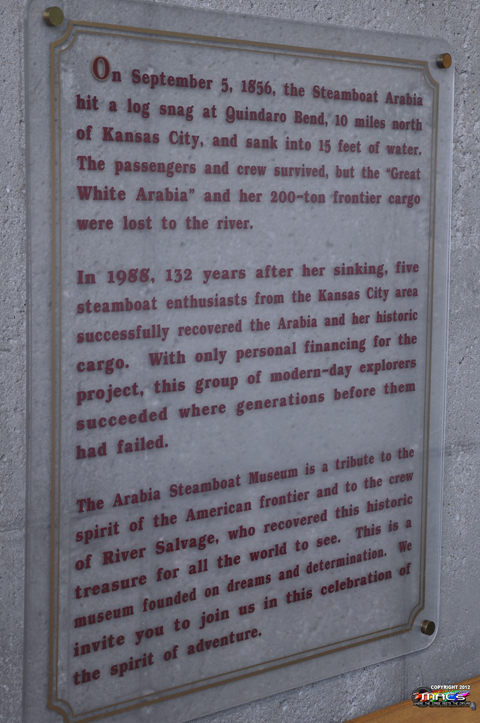 On September 5, 1856, the Steamboat Arabia
hit a log snag at Quindaro Bend, 10 miles north
of Kansas City, and sank into 15 feet of water.
The passengers and crew survived, but the "Great
White Arabia" and her 200-ton frontier cargo
were lost to the river.
In 1988, 132 years after her sinking, five
steamboat enthusiasts from the Kansas City area
successfully recovered the Arabia and her historic
cargo. With only personal financing for the
project, this group of modern-day explorers
succeeded where generations before them
had failed.
The Arabia Steamboat Museum is a tribute to the
spirit of the American frontier and to the crew
of River Salvage, who recovered this historic
treasure for all the world to see. This is a
museum founded on dreams and determination. We
invite you to join us in this celebration of
the spirit of adventure.
COPYRIGHT 2012